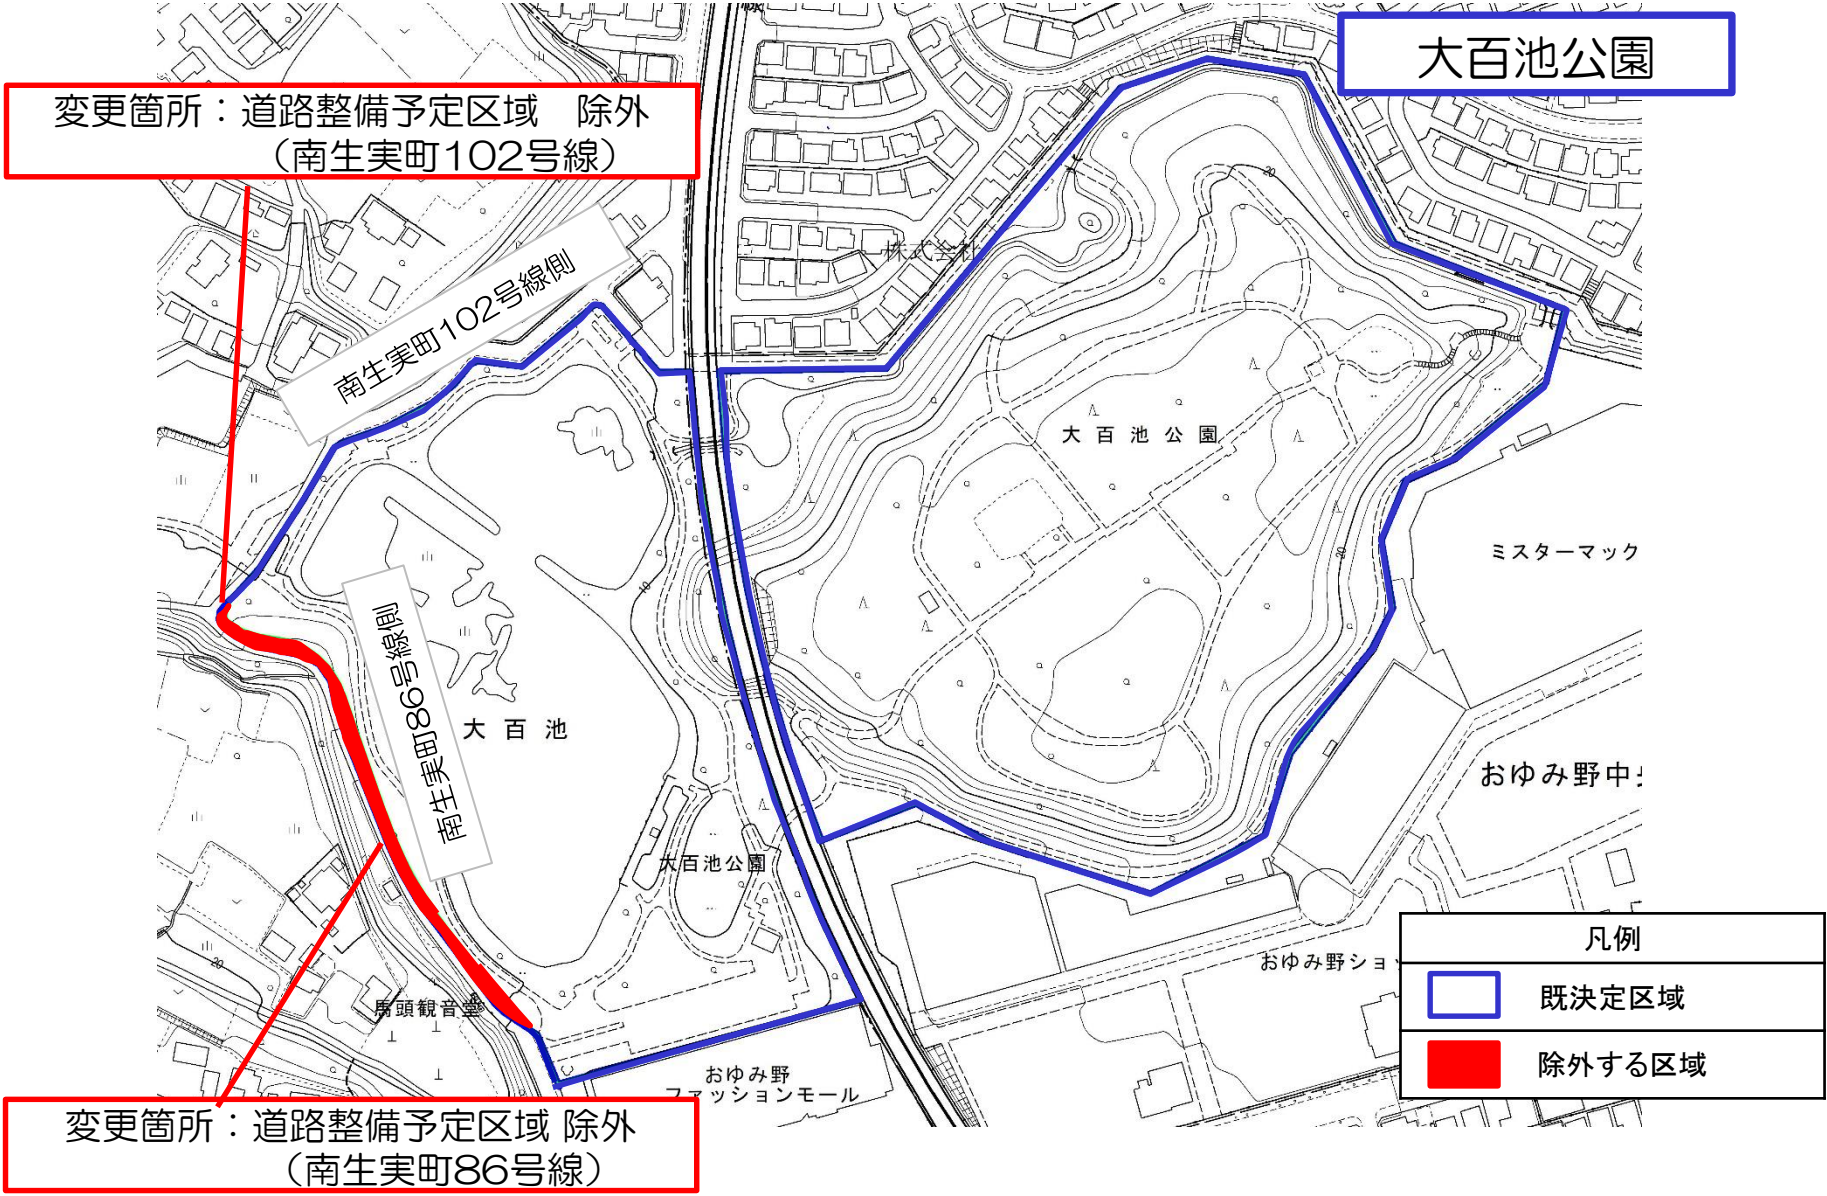 大百池公園
変更箇所：道路整備予定区域　除外
（南生実町102号線）
株式会社
南生実町102号線側
20
大百池公園
ミスターマック
20
10
南生実町86号線側
大百池
おゆみ野中央
大百池公園
おゆみ野ショッ
20
馬頭観音堂
おゆみ野
ファッションモール
凡例
既決定区域
除外する区域
変更箇所：道路整備予定区域 除外
（南生実町86号線）